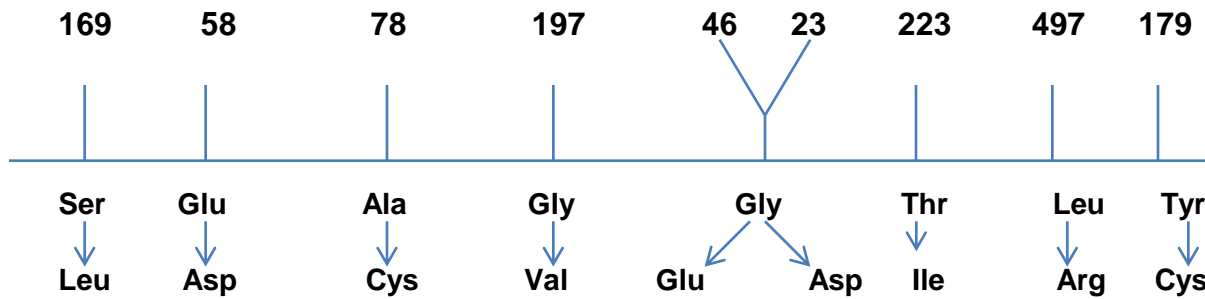 169 58 78 197 46 23 223 497 179
Ser Glu Ala Gly Gly Thr Leu Tyr
Leu Asp Cys Val Glu Asp Ile Arg Cys